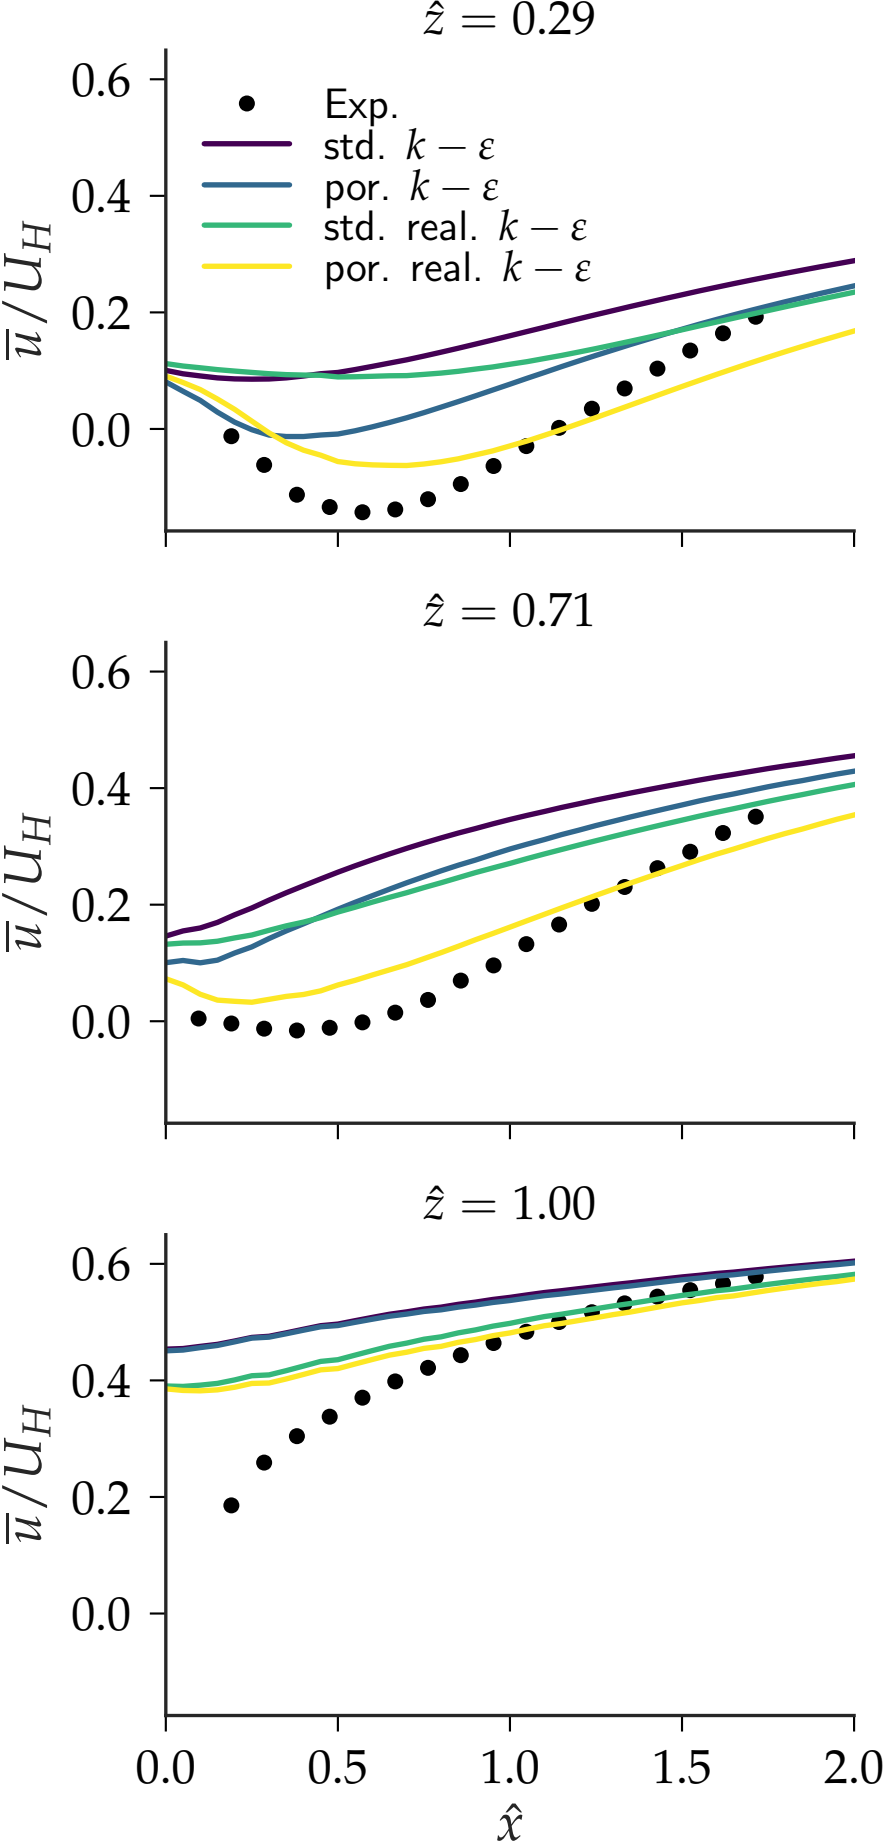 ẑ = 0.29
0.6
0.4
0.2
0.0
u̅/U_H
Exp.
std. k − ε
por. k − ε
std. real. k − ε
por. real. k − ε
ẑ = 0.71
0.6
0.4
0.2
0.0
u̅/U_H
ẑ = 1.00
0.6
0.4
0.2
0.0
u̅/U_H
0.0 0.5 1.0 1.5 2.0
x̂